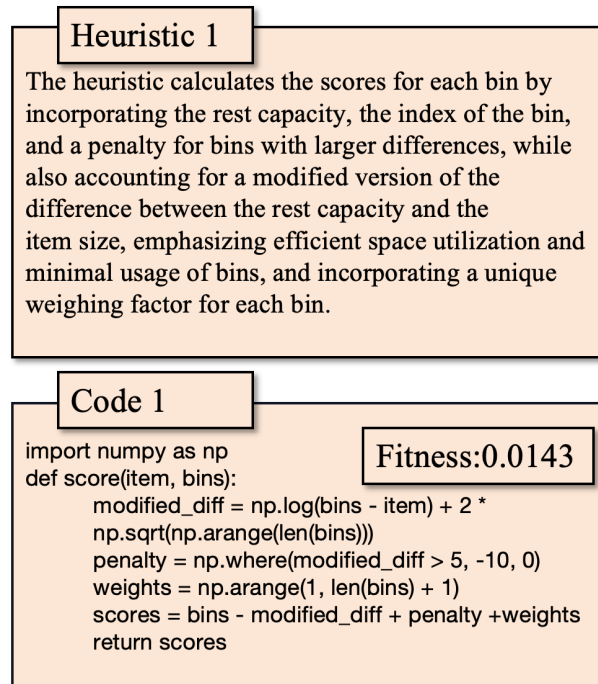 Heuristic 1
The heuristic calculates the scores for each bin by
incorporating the rest capacity, the index of the bin,
and a penalty for bins with larger differences, while
also accounting for a modified version of the
difference between the rest capacity and the
item size, emphasizing efficient space utilization and
minimal usage of bins, and incorporating a unique
weighing factor for each bin.
Code 1
Fitness:0.0143
import numpy as np
def score(item, bins):
modified_diff = np.log(bins - item) + 2 *
np.sqrt(np.arange(len(bins)))
penalty = np.where(modified_diff > 5, -10, 0)
weights = np.arange(1, len(bins) + 1)
scores = bins - modified_diff + penalty +weights
return scores